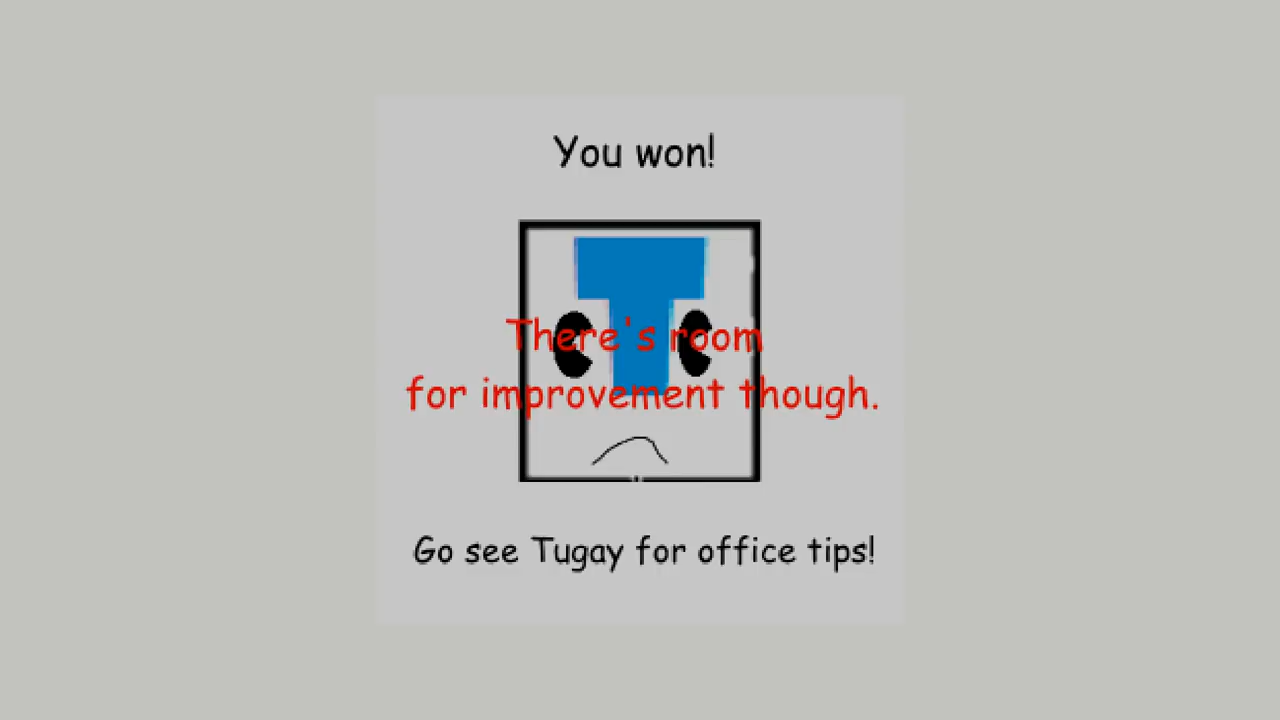 You won!
T
There's room
for improvement though.
Go see Tugay for office tips!